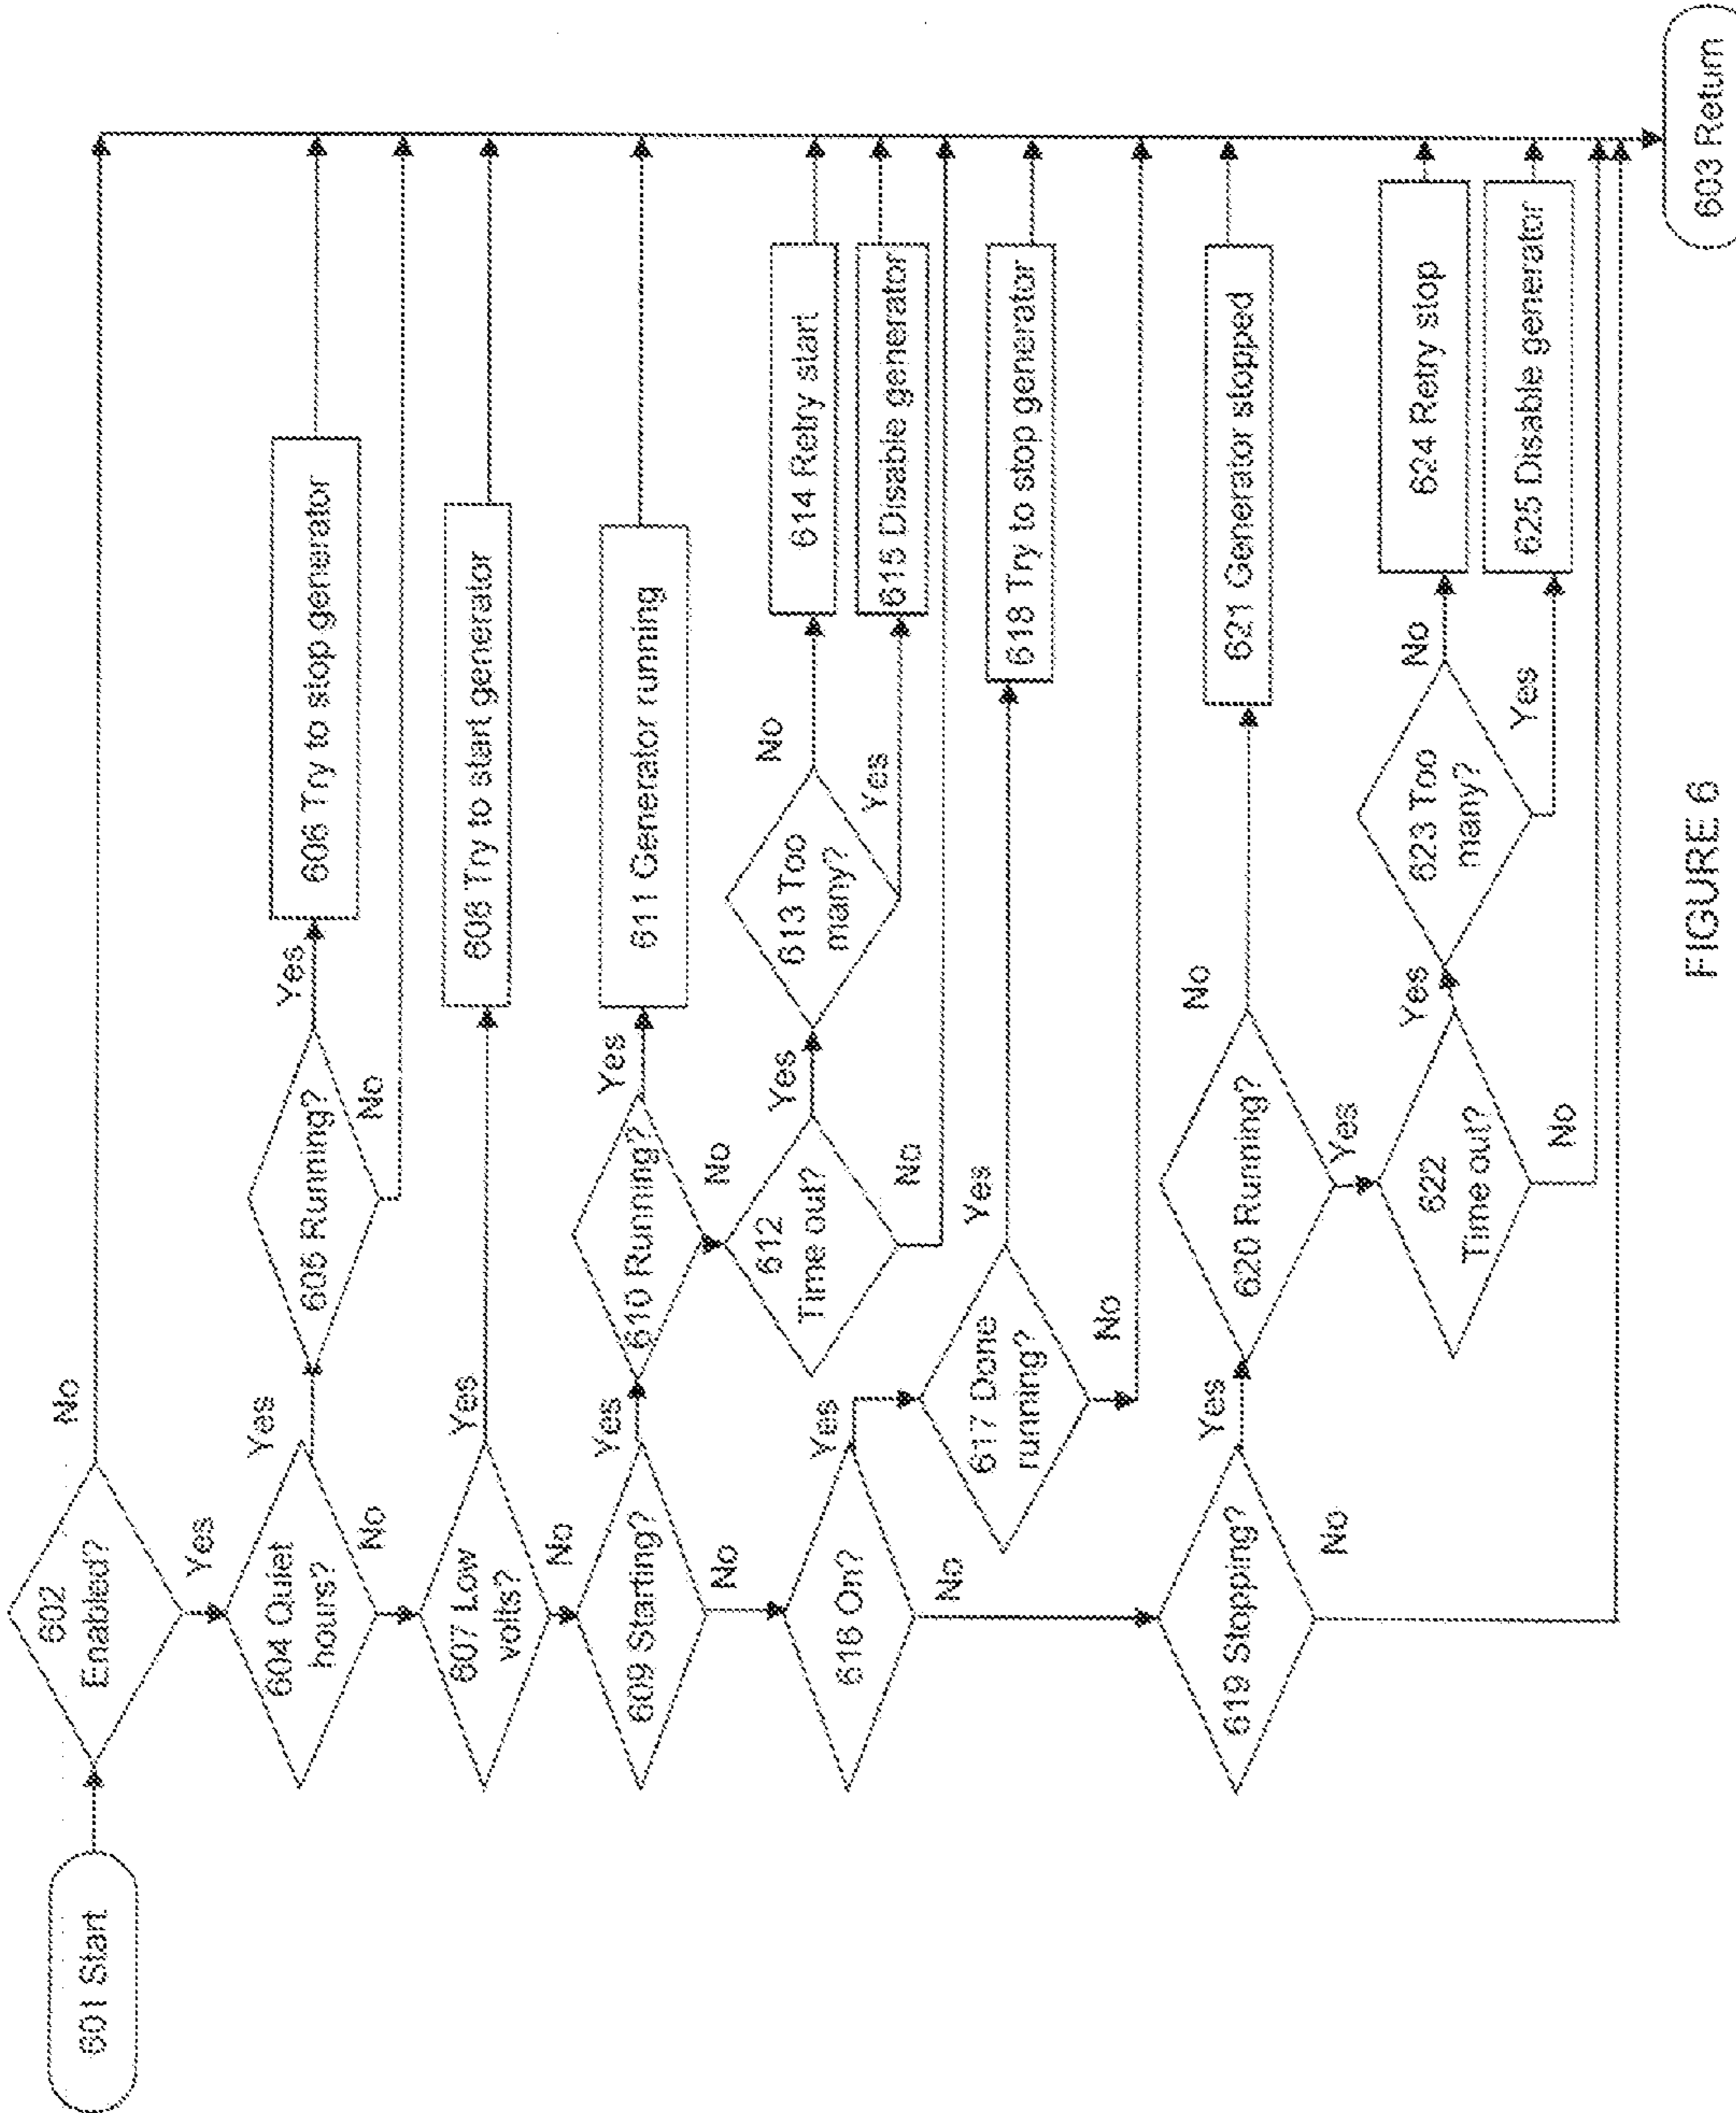 601 Start
602
Enabled?
No
Yes
604 Quiet
hours?
Yes
605 Running?
Yes
606 Try to stop generator
No
No
607 Low
volts?
Yes
608 Try to start generator
No
609 Starting?
Yes
610 Running?
Yes
611 Generator running
No
No
612
Time out?
Yes
613 Too
many?
No
614 Retry start
Yes
615 Disable generator
No
616 On?
Yes
617 Done
running?
Yes
618 Try to stop generator
No
No
619 Stopping?
Yes
620 Running?
No
621 Generator stopped
Yes
No
622
Time out?
Yes
623 Too
many?
No
624 Retry stop
Yes
625 Disable generator
No
603 Return
FIGURE 6